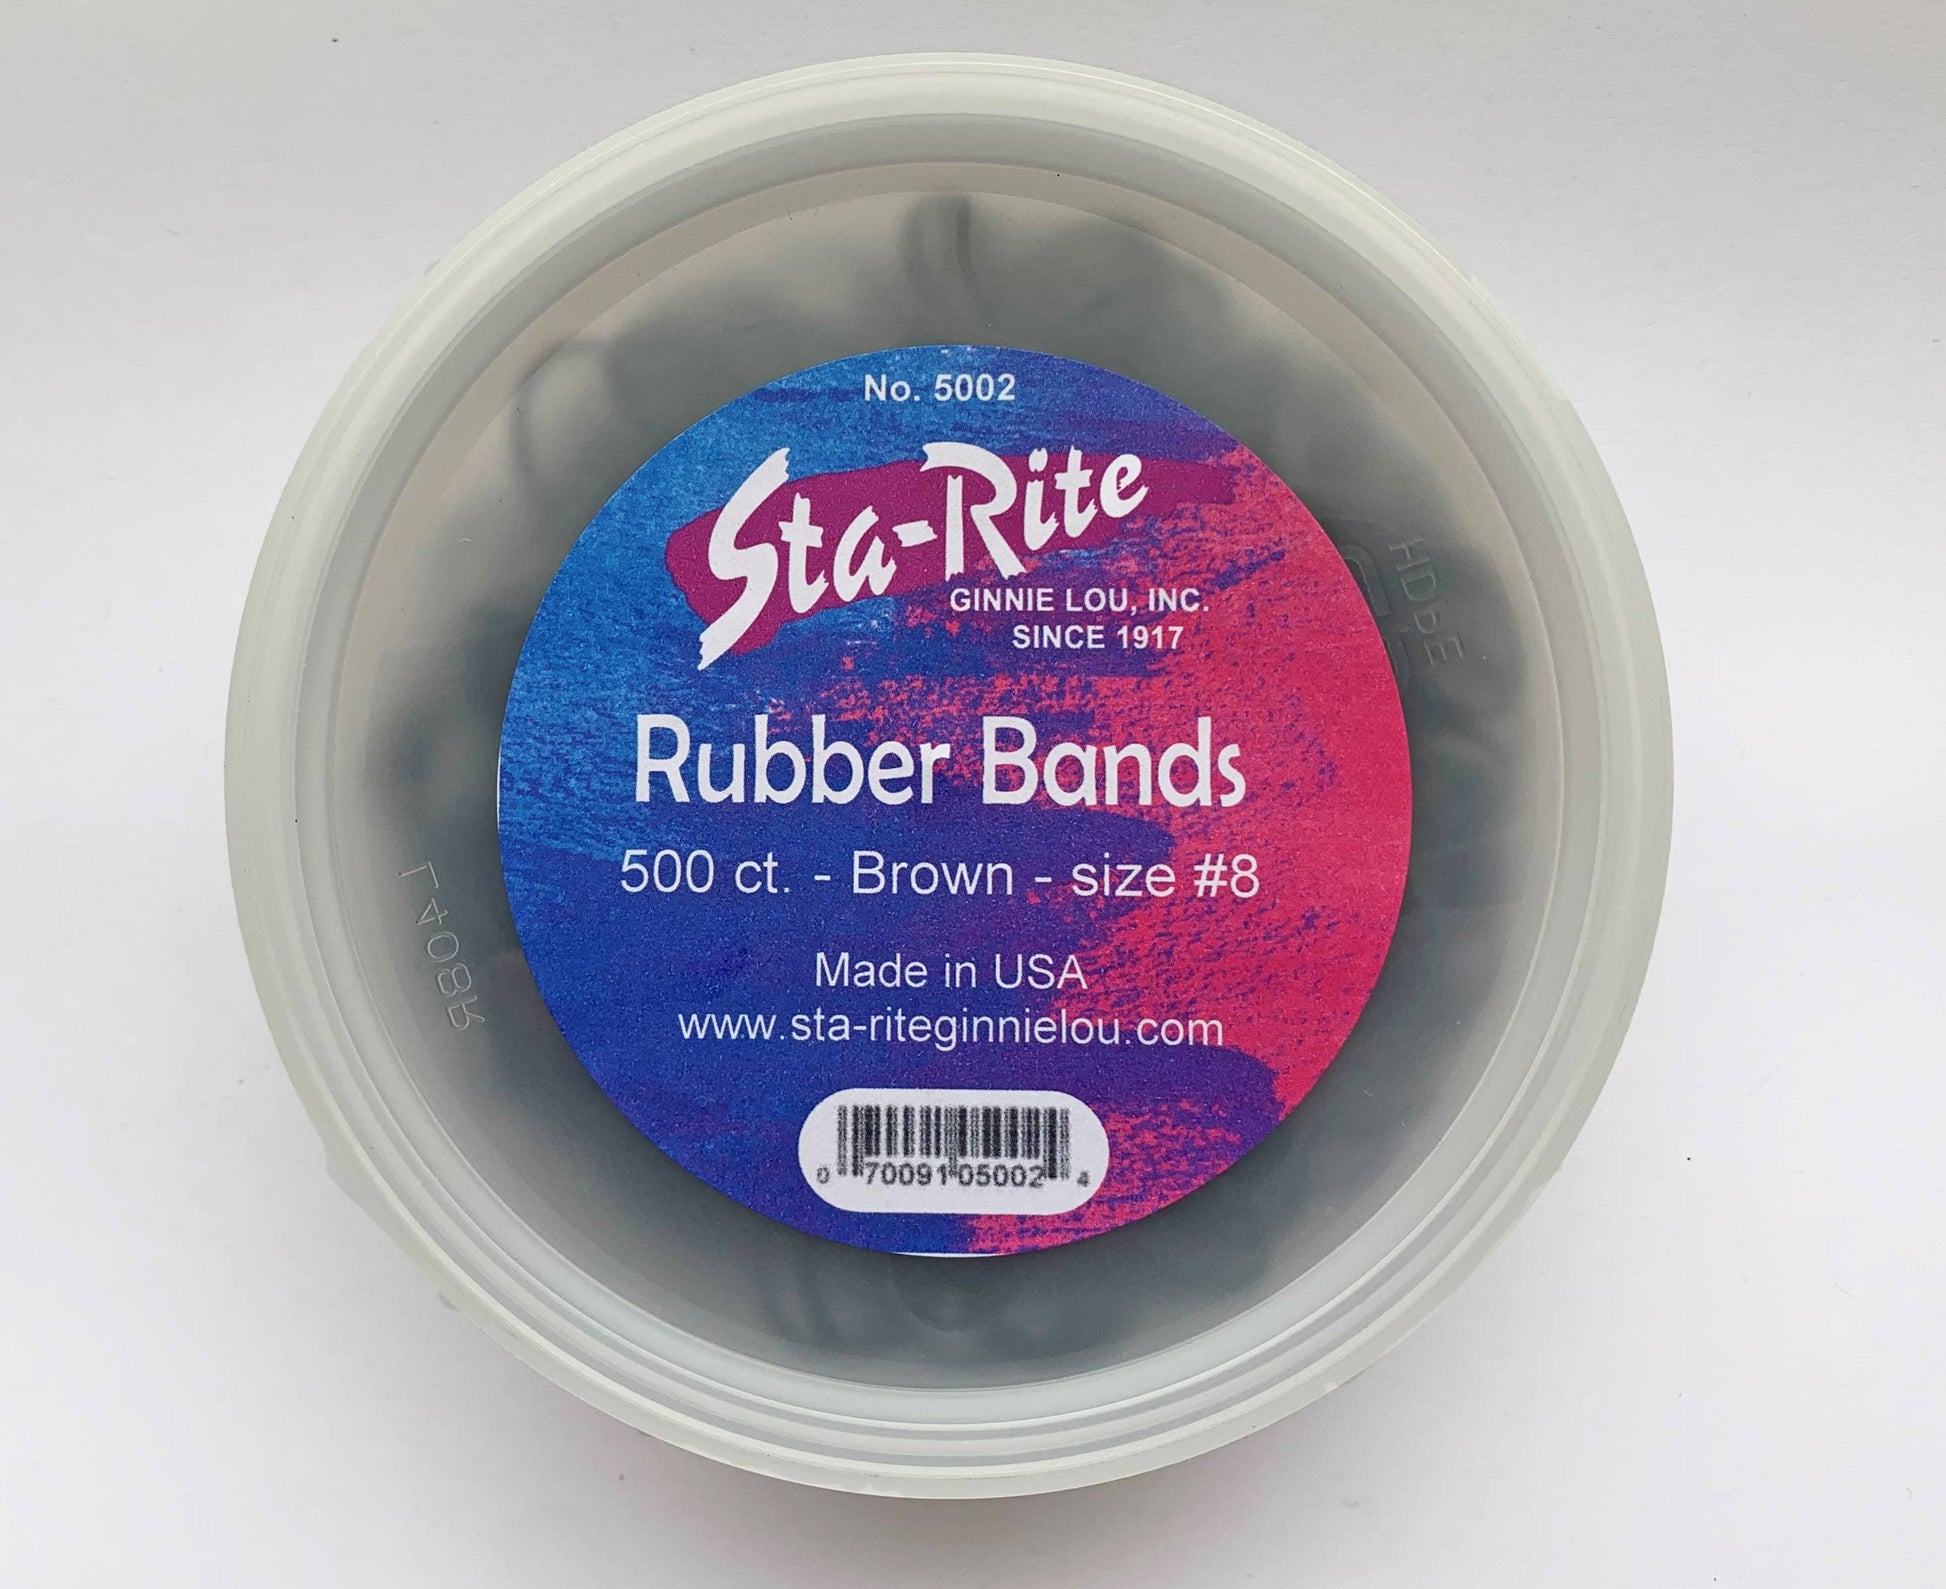 No. 5002
Sta-Rite
GINNIE LOU, INC.
SINCE 1917
Rubber Bands
500 ct. - Brown - size #8
Made in USA
www.sta-riteginnielou.com
0 70091 05002 4
HDPE